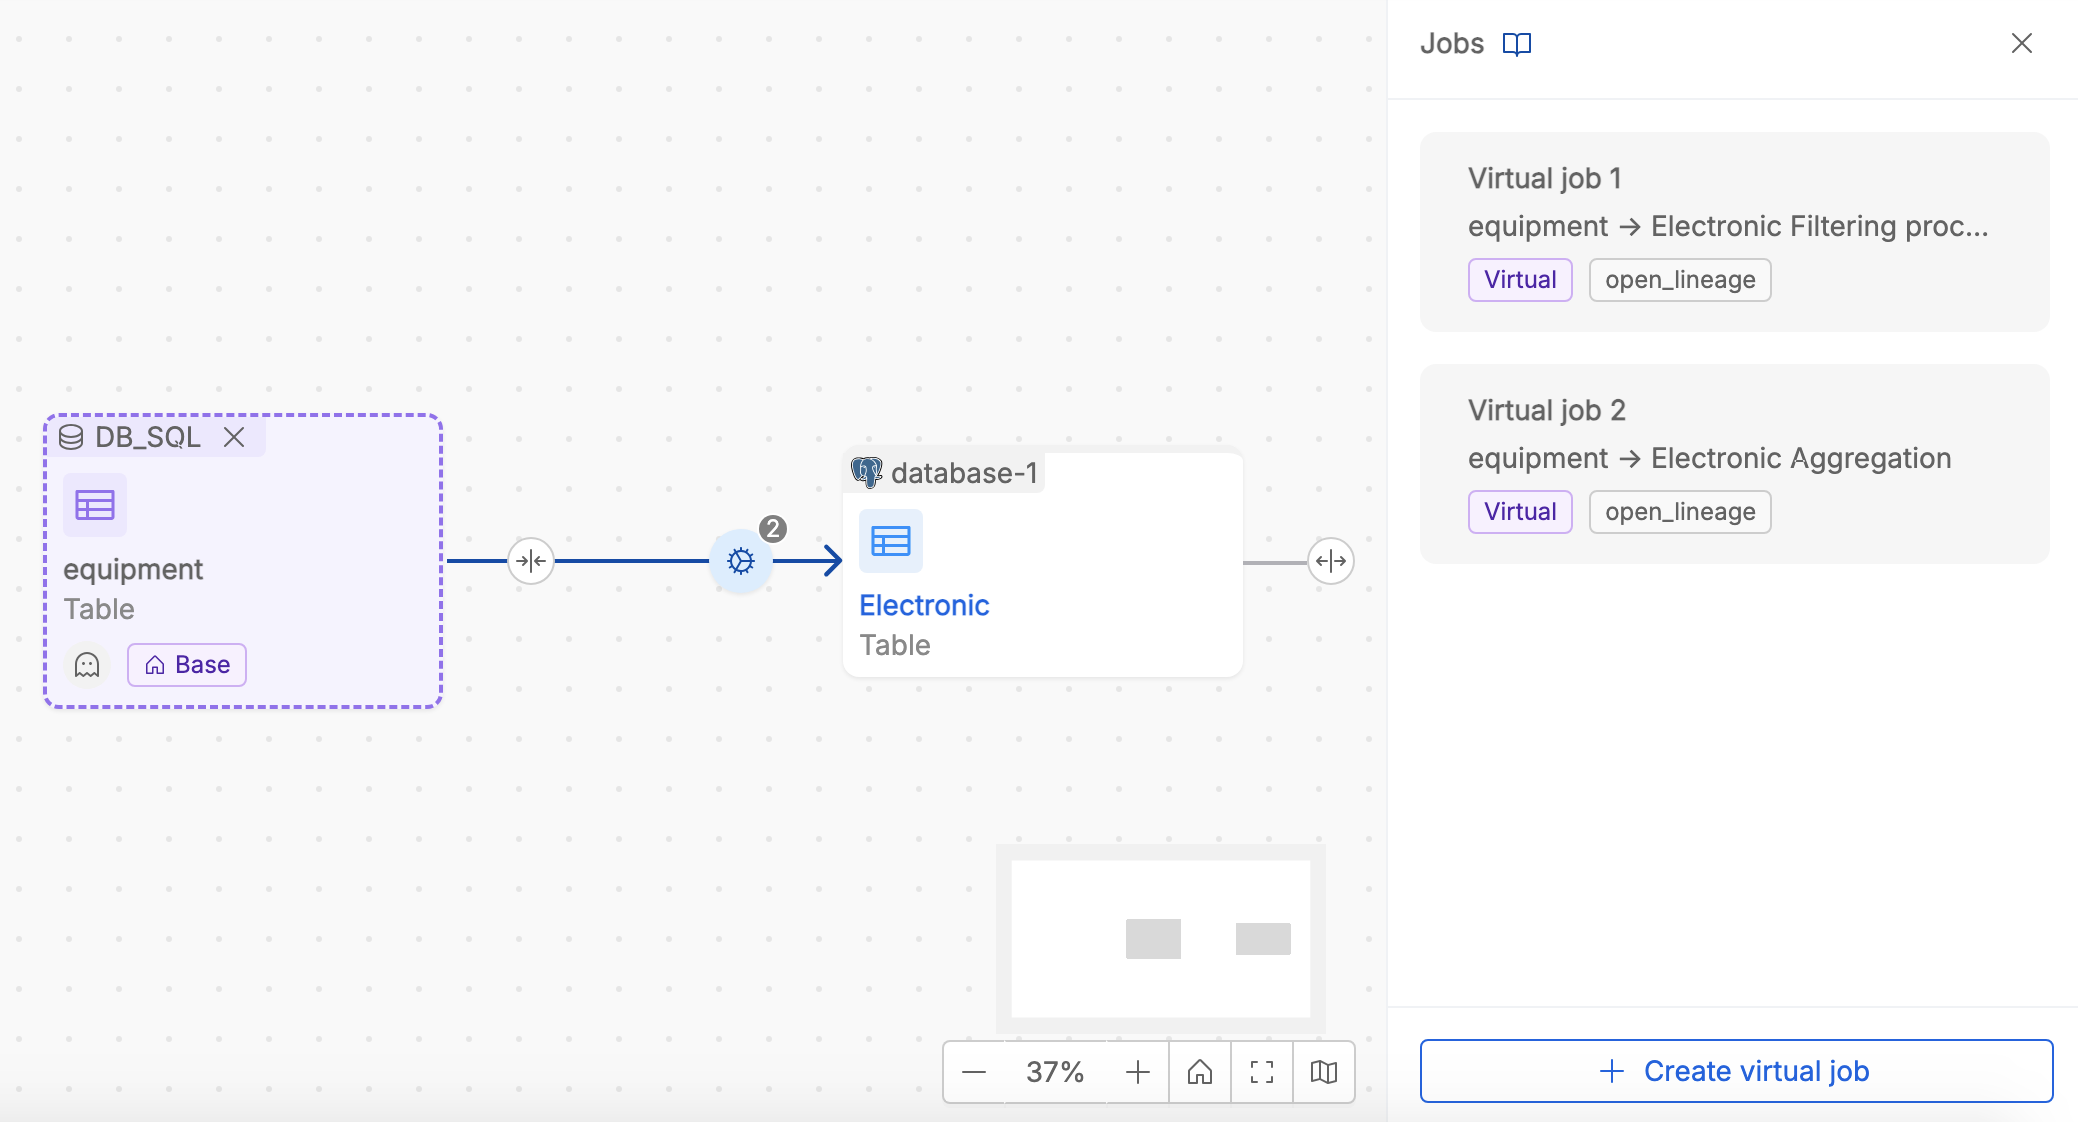 DB_SQL
equipment
Table
Base
2
database-1
Electronic
Table
37%
Jobs
Virtual job 1
equipment → Electronic Filtering proc...
Virtual
open_lineage
Virtual job 2
equipment → Electronic Aggregation
Virtual
open_lineage
Create virtual job